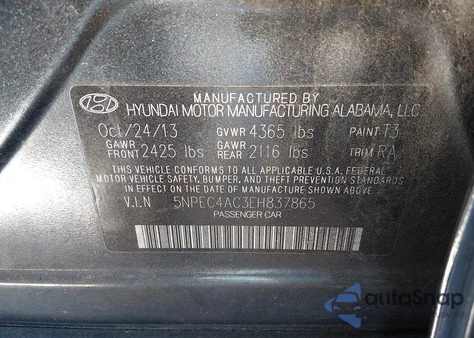 MANUFACTURED BY
HYUNDAI MOTOR MANUFACTURING ALABAMA, LLC
Oct/24/13 GVWR 4365 lbs PAINT T3
GAWR FRONT 2425 lbs GAWR REAR 2116 lbs TRIM RA
THIS VEHICLE CONFORMS TO ALL APPLICABLE U.S.A. FEDERAL
MOTOR VEHICLE SAFETY, BUMPER, AND THEFT PREVENTION STANDARDS
IN EFFECT ON THE DATE OF MANUFACTURE SHOWN ABOVE.
V.I.N 5NPEC4AC3EH837865
PASSENGER CAR
autoSnap